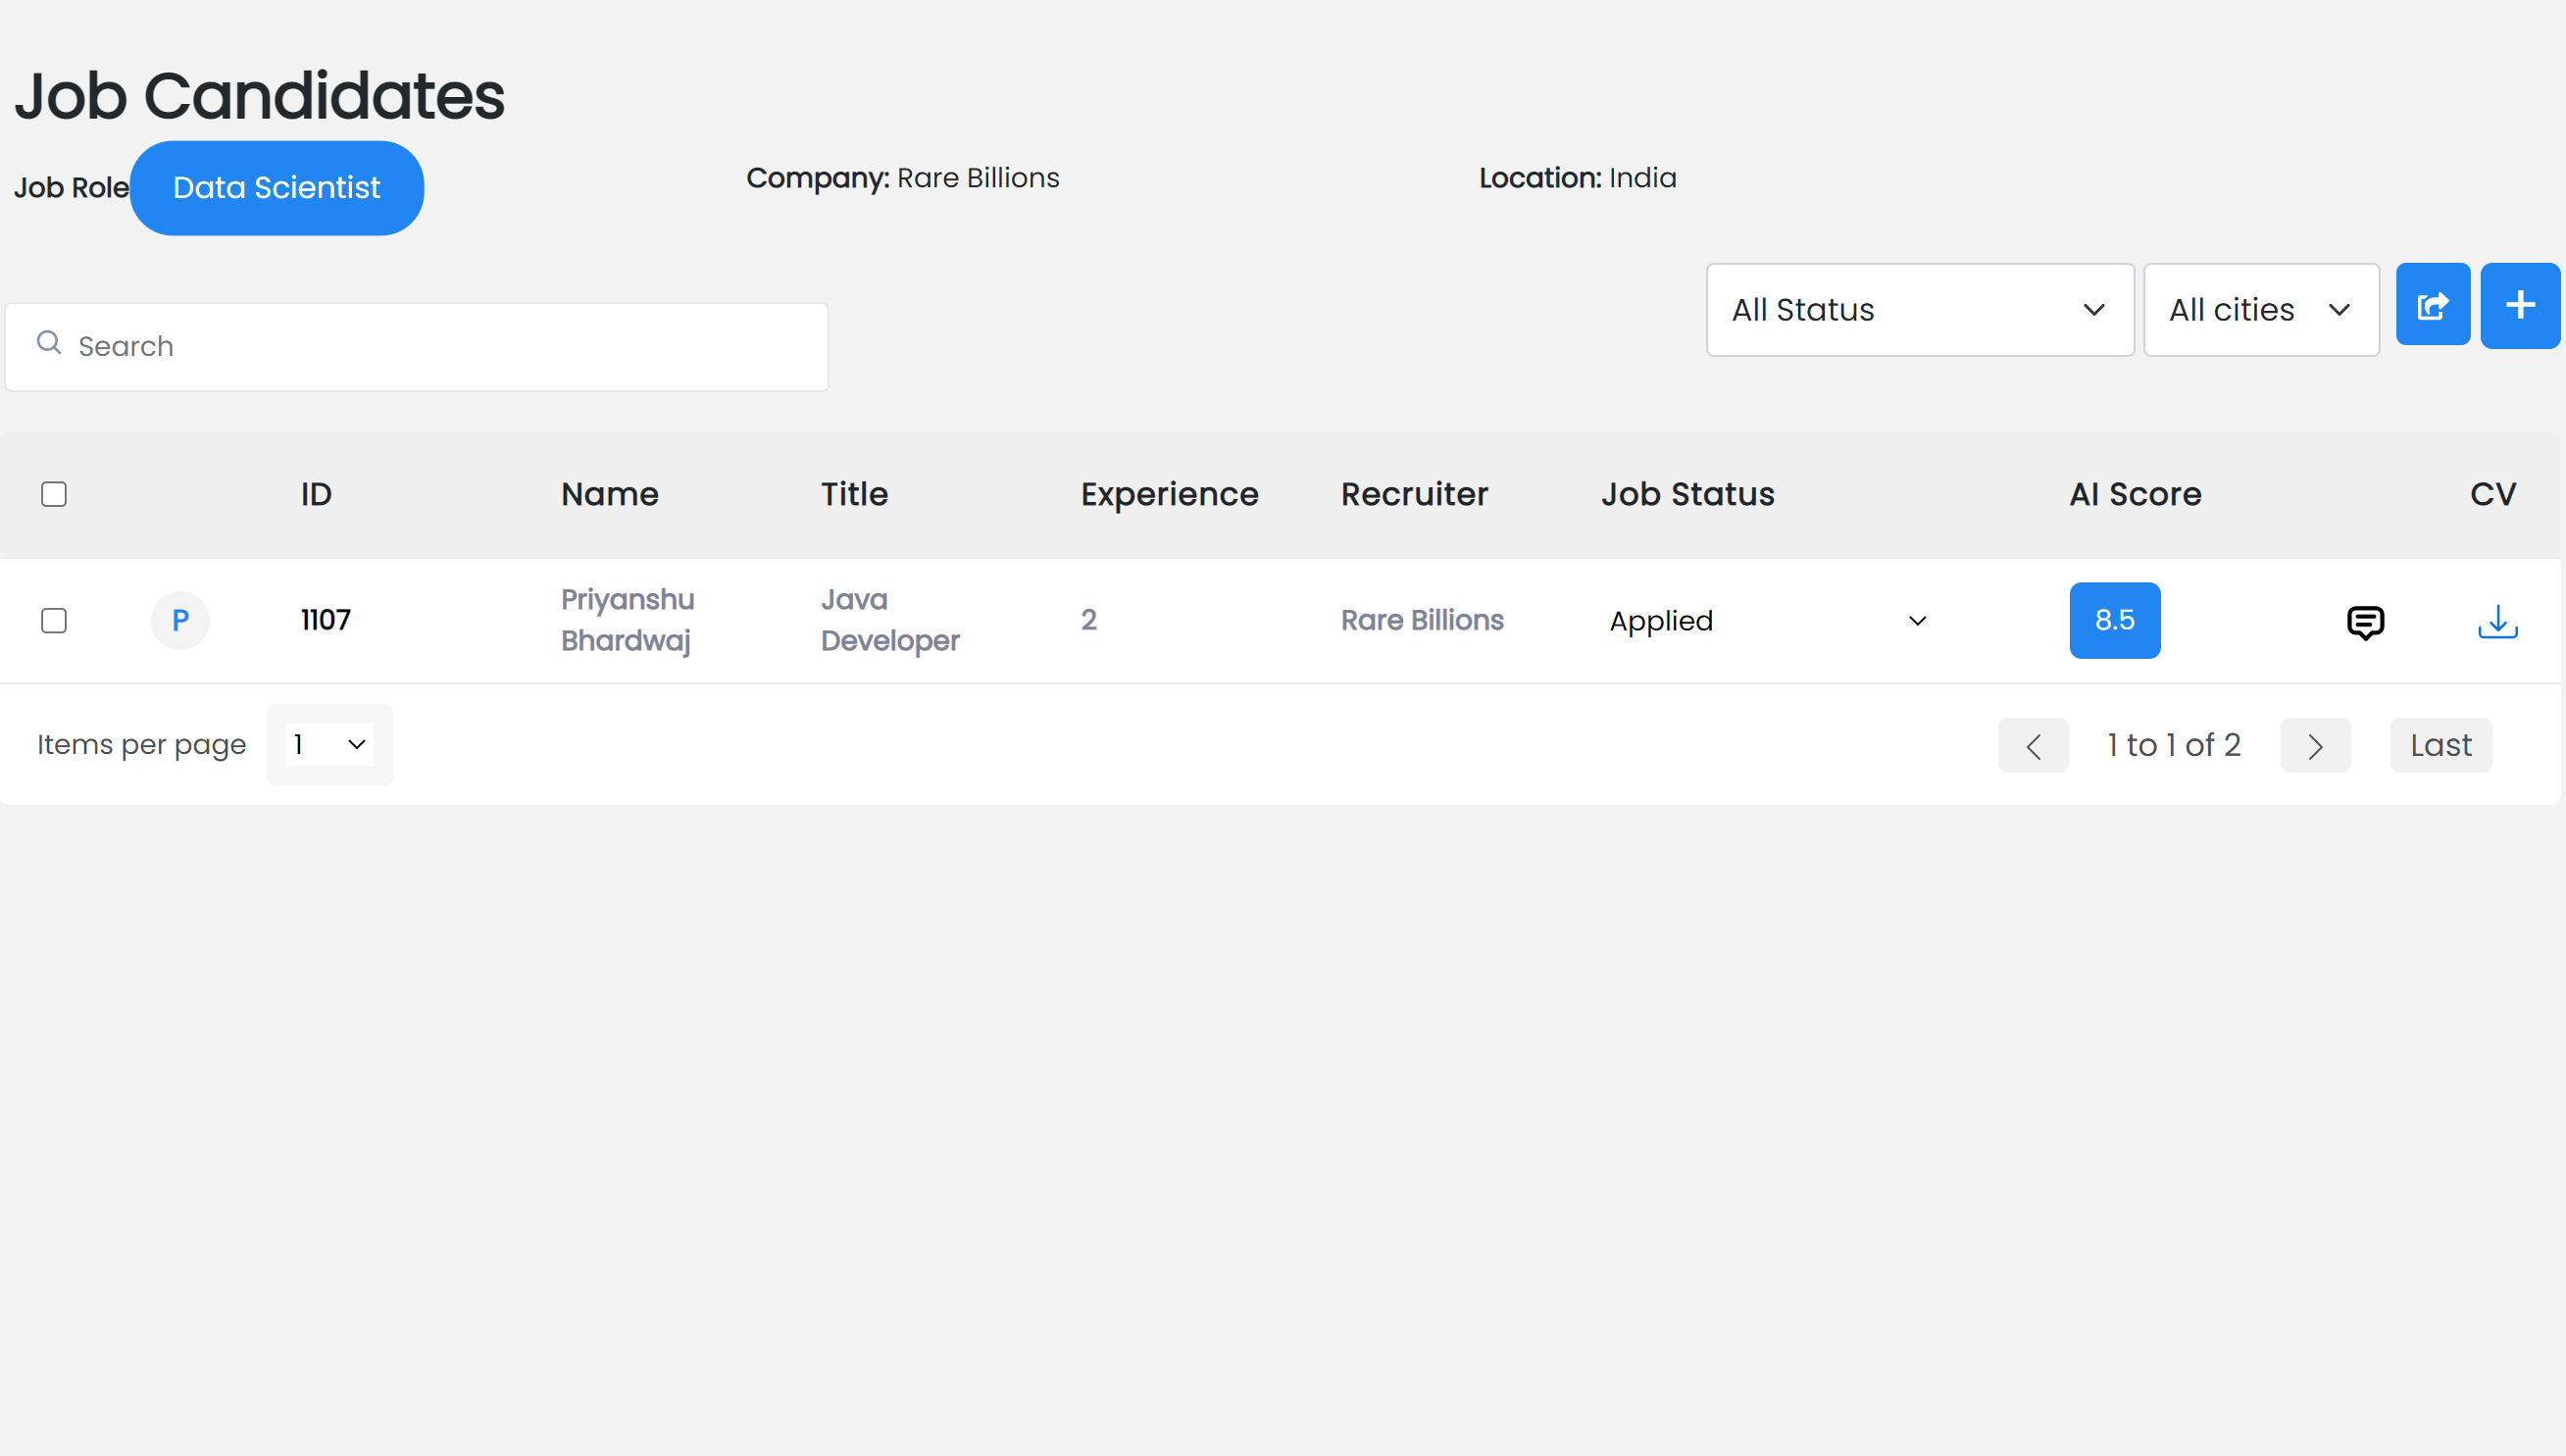 Job Candidates
Job Role Data Scientist
Company: Rare Billions
Location: India
Search
All Status
All cities
ID Name Title Experience Recruiter Job Status AI Score CV
P 1107 Priyanshu Bhardwaj Java Developer 2 Rare Billions Applied 8.5
Items per page 1
1 to 1 of 2
Last